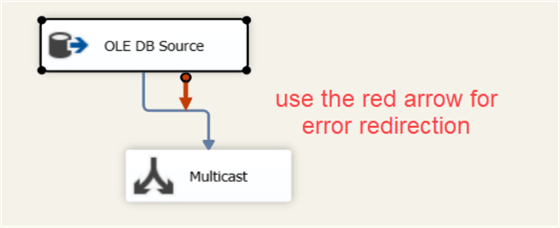 OLE DB Source
use the red arrow for
error redirection
Multicast